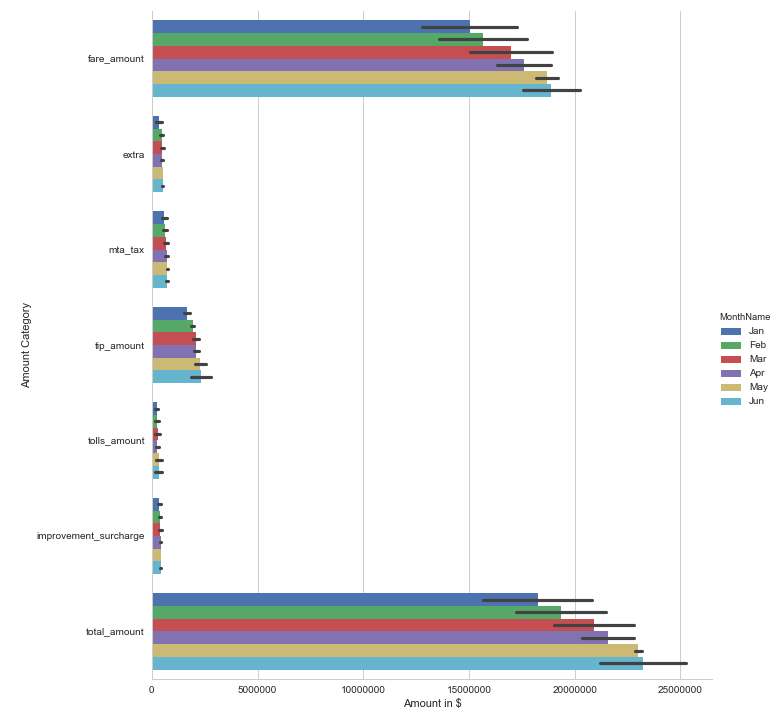 fare_amount
extra
mta_tax
tip_amount
tolls_amount
improvement_surcharge
total_amount
Amount Category
0 5000000 10000000 15000000 20000000 25000000
Amount in $
MonthName
Jan
Feb
Mar
Apr
May
Jun